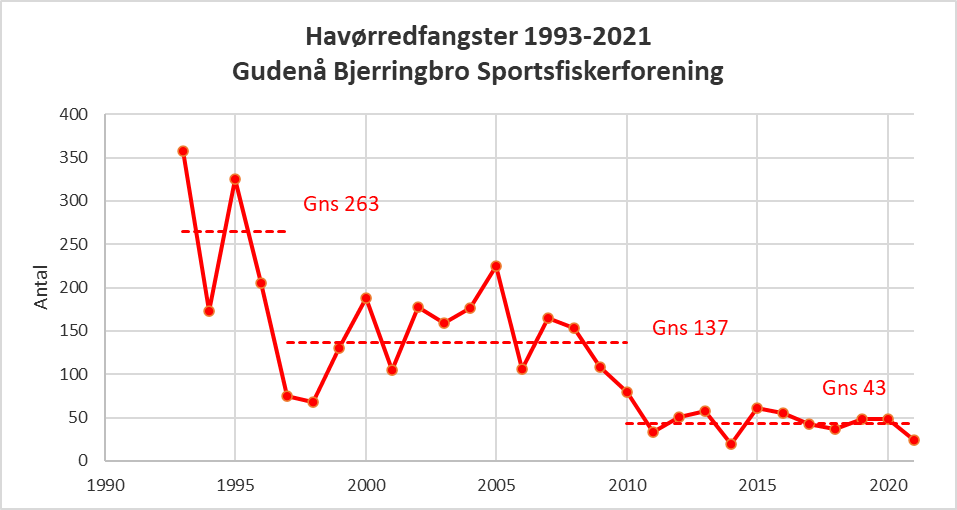 Havørredfangster 1993-2021
Gudenå Bjerringbro Sportsfiskerforening
400
350
300
250
200
150
100
50
0
Antal
Gns 263
Gns 137
Gns 43
1990 1995 2000 2005 2010 2015 2020